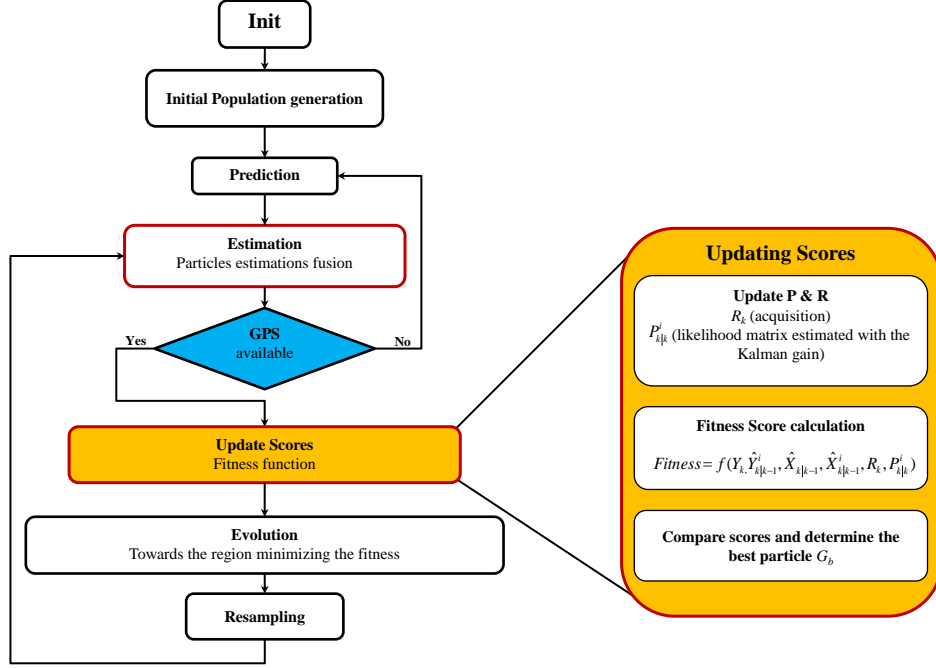 Init
Initial Population generation
Prediction
Estimation
Particles estimations fusion
GPS
available
Yes
No
Update Scores
Fitness function
Evolution
Towards the region minimizing the fitness
Resampling
Updating Scores
Update P & R
R_k (acquisition)
P^i_{k|k} (likelihood matrix estimated with the
Kalman gain)
Fitness Score calculation
Fitness = f(Y_k, Ŷ^i_{k|k−1}, X̂_{k|k−1}, X̂^i_{k|k−1}, R_k, P^i_{k|k})
Compare scores and determine the
best particle G_b